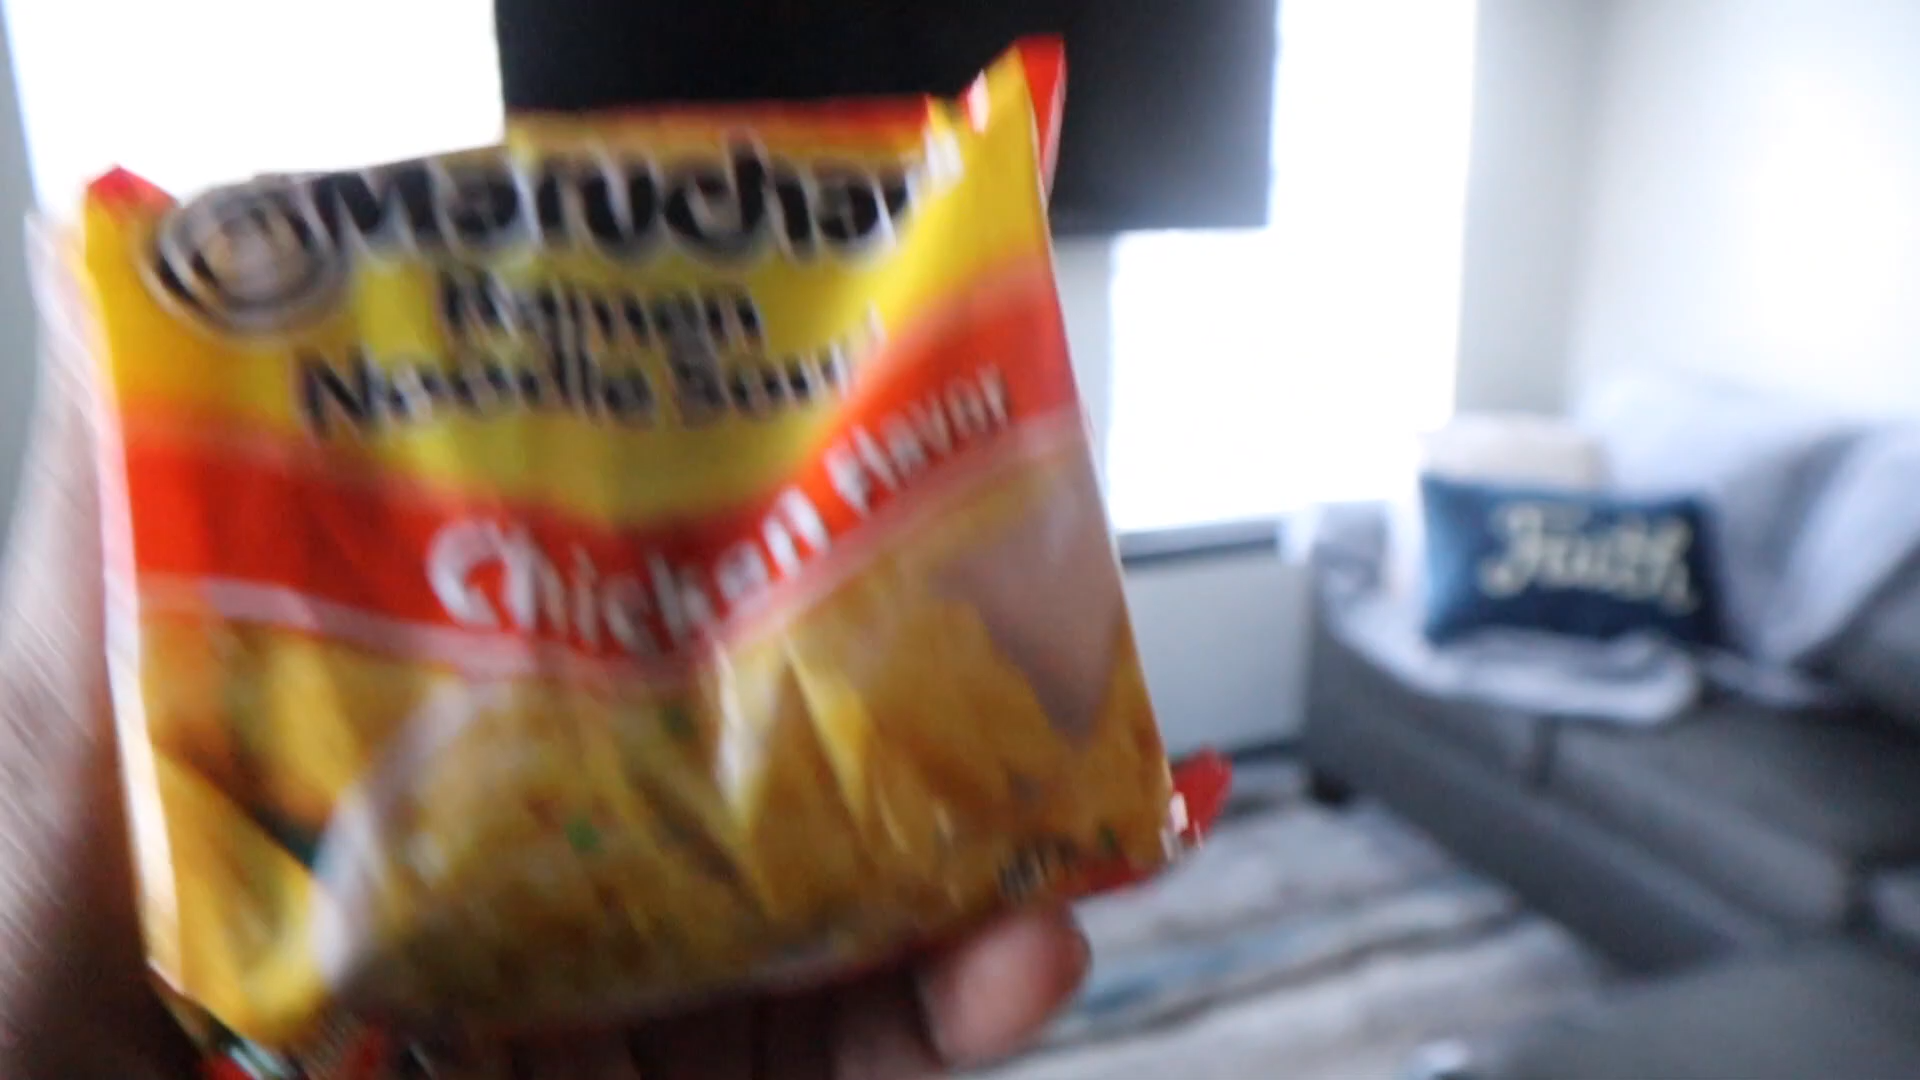 Maruchan
Ramen
Noodle Soup
Chicken Flavor
Faith